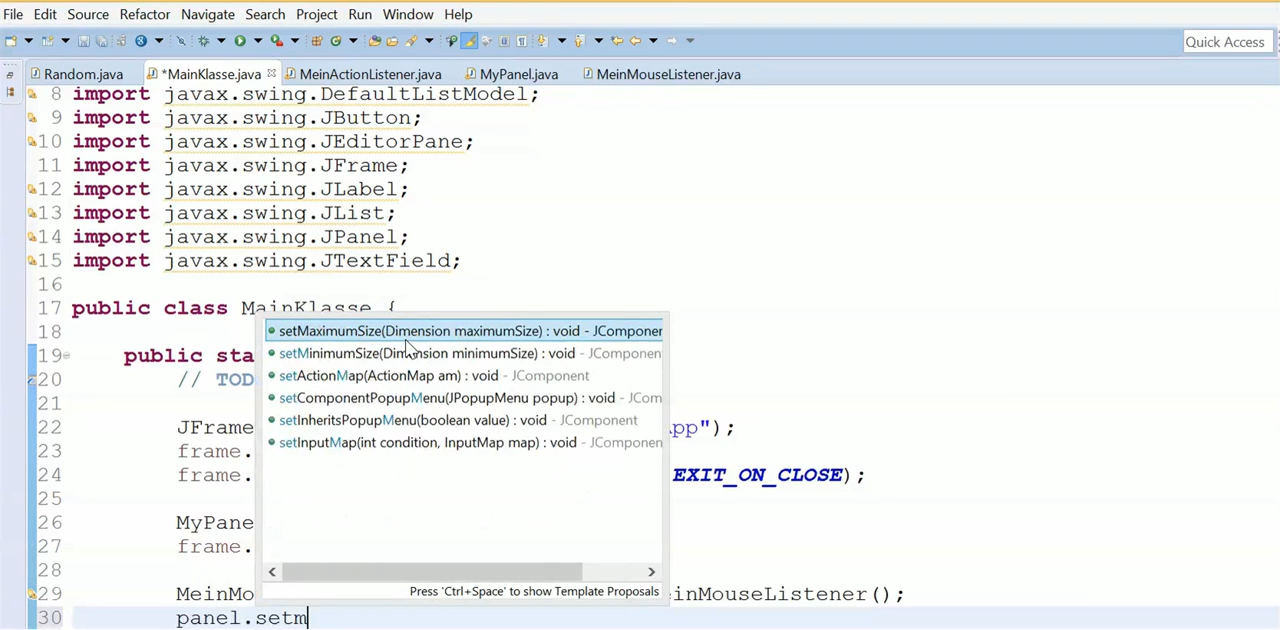 File Edit Source Refactor Navigate Search Project Run Window Help
Quick Access
Random.java *MainKlasse.java MeinActionListener.java MyPanel.java MeinMouseListener.java
8 import javax.swing.DefaultListModel;
9 import javax.swing.JButton;
10 import javax.swing.JEditorPane;
11 import javax.swing.JFrame;
12 import javax.swing.JLabel;
13 import javax.swing.JList;
14 import javax.swing.JPanel;
15 import javax.swing.JTextField;
16
17 public class MainKlasse {
18
19 public sta
20 // TOD
21
22 JFrame pp");
23 frame.
24 frame. EXIT_ON_CLOSE);
25
26 MyPane
27 frame.
28
29 MeinMo inMouseListener();
30 panel.setm
setMaximumSize(Dimension maximumSize) : void - JComponen
setMinimumSize(Dimension minimumSize) : void - JComponen
setActionMap(ActionMap am) : void - JComponent
setComponentPopupMenu(JPopupMenu popup) : void - JCom
setInheritsPopupMenu(boolean value) : void - JComponent
setInputMap(int condition, InputMap map) : void - JComponen
Press 'Ctrl+Space' to show Template Proposals